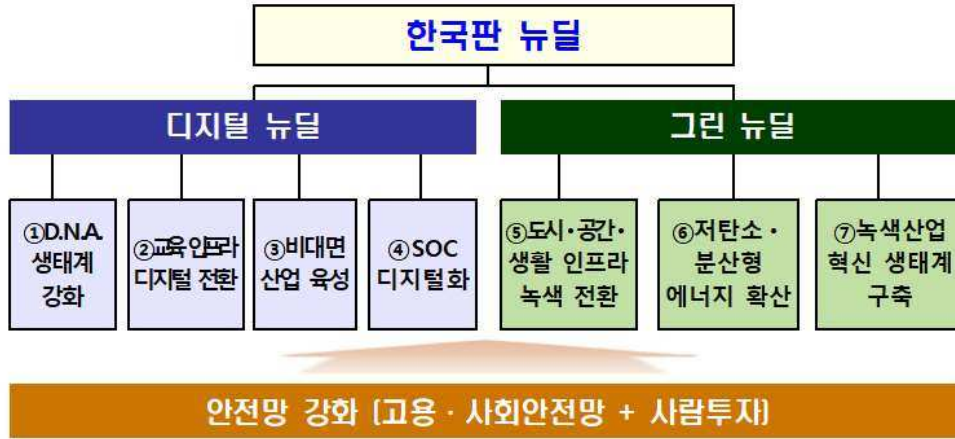 한국판 뉴딜
디지털 뉴딜
그린 뉴딜
①D.N.A.
생태계
강화
②교육인프라
디지털 전환
③비대면
산업 육성
④SOC
디지털화
⑤도시·공간·
생활 인프라
녹색 전환
⑥저탄소·
분산형
에너지 확산
⑦녹색산업
혁신 생태계
구축
안전망 강화 [고용 · 사회안전망 + 사람투자]